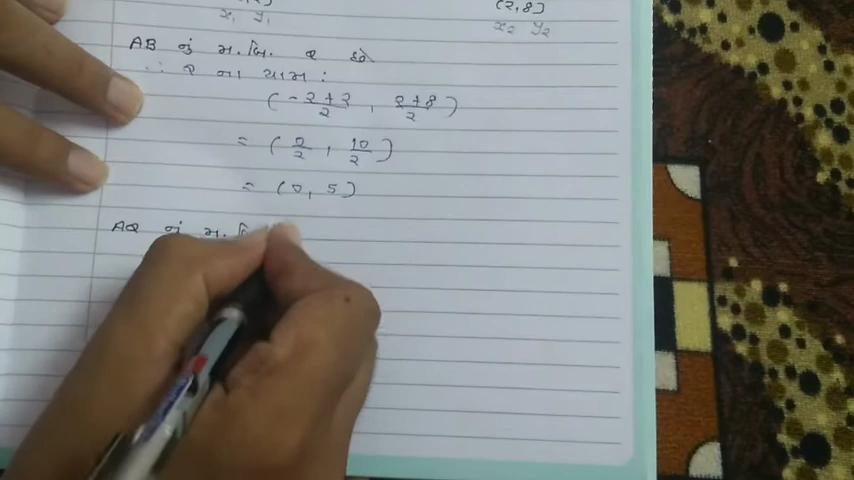 x₁ y₁ (2,8)
x₂ y₂
AB નું મ.બિ. Q છે
∴ Q ના યામ :
( -2+2/2 , 2+8/2 )
= ( 0/2 , 10/2 )
= (0, 5)
AQ નું મ.બિ